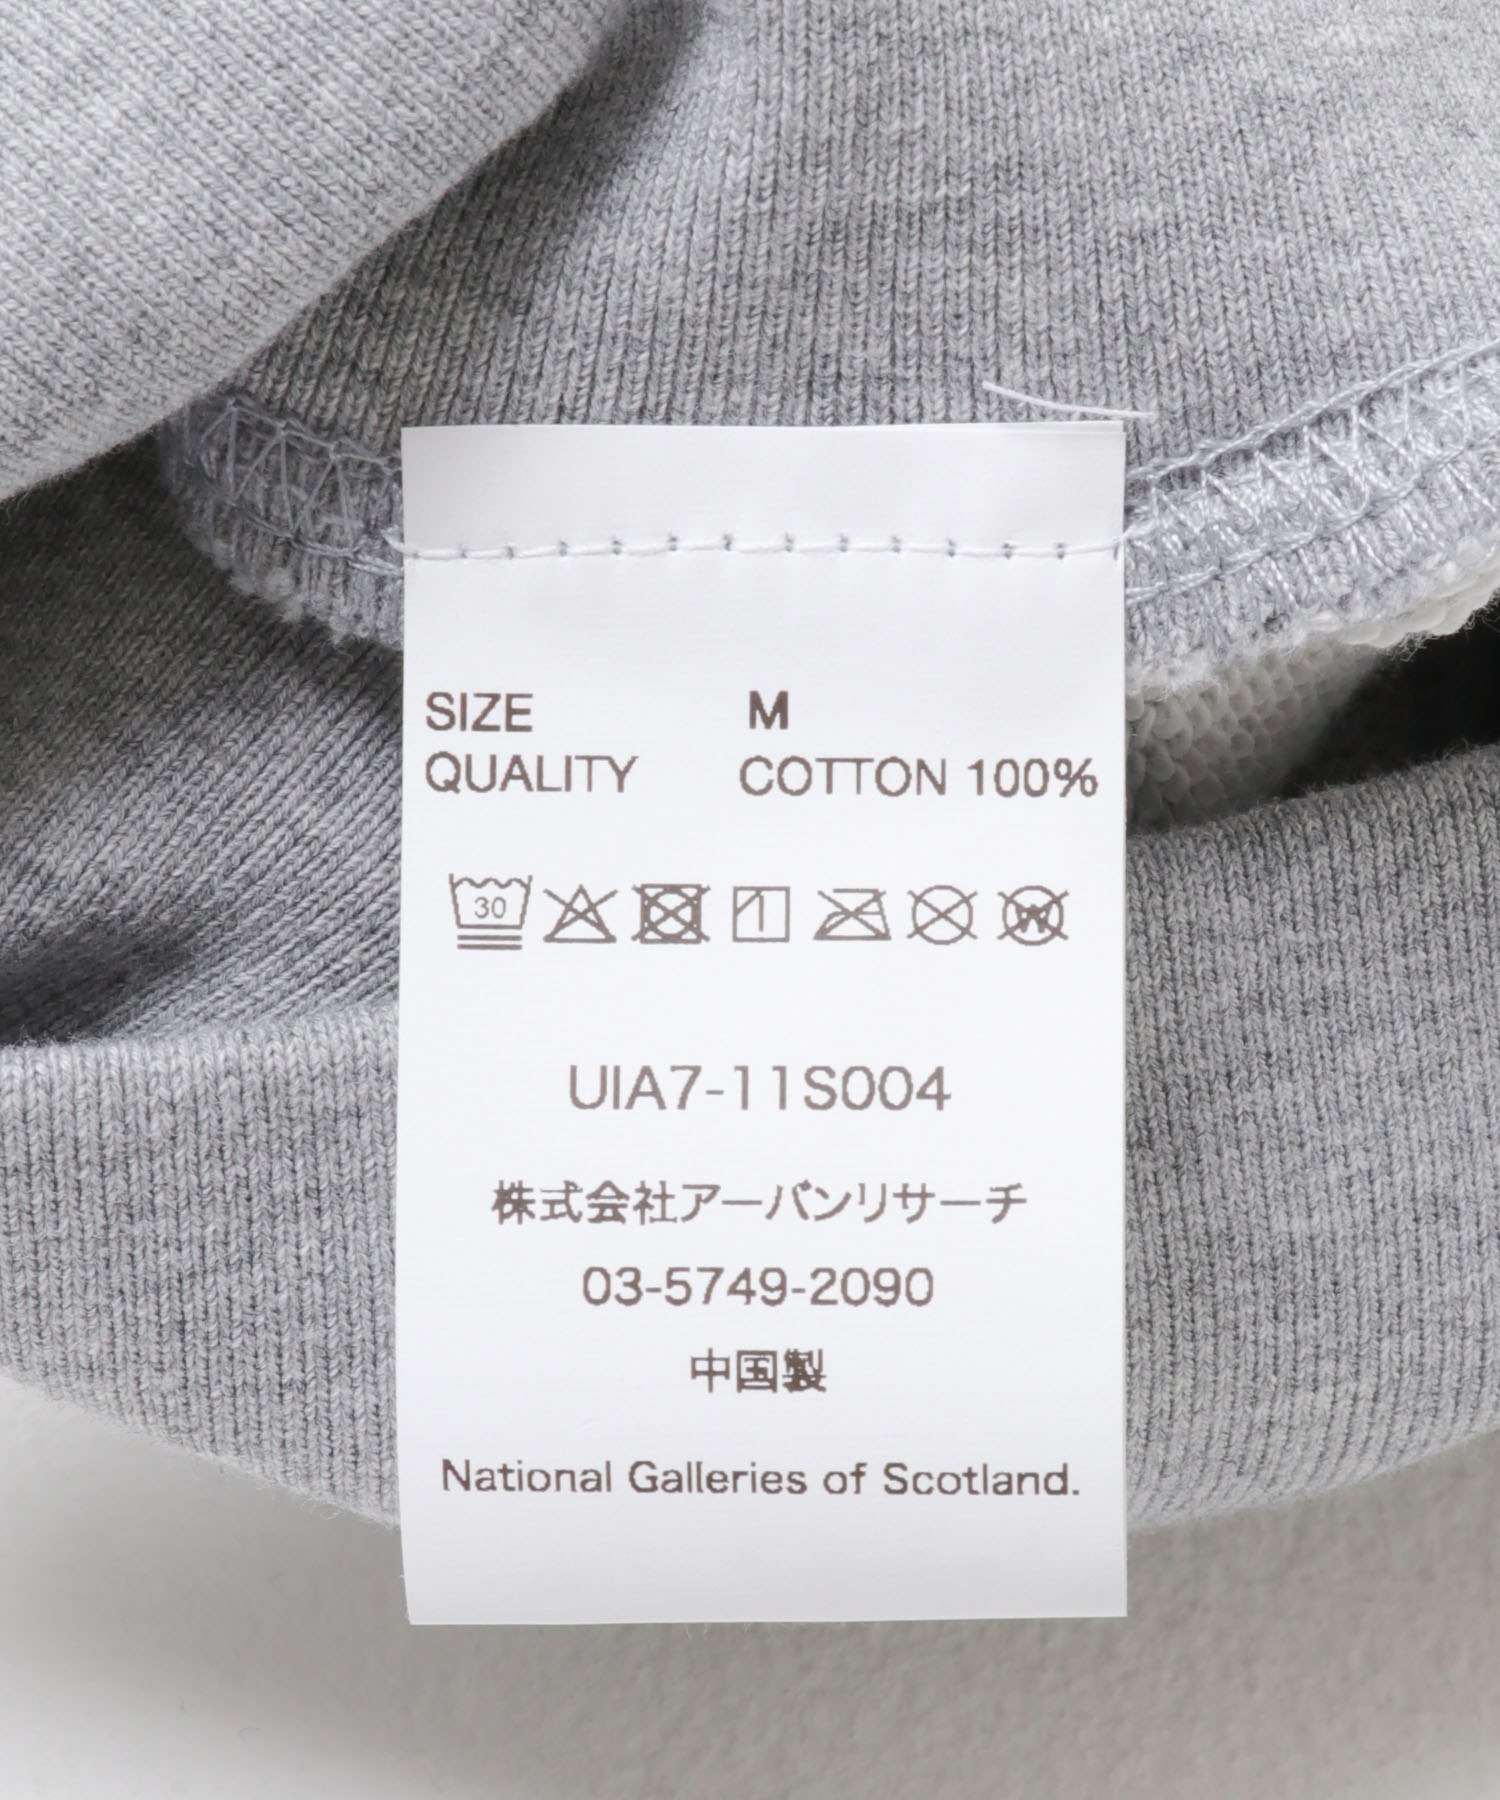 SIZE M
QUALITY COTTON 100%
30 W
UIA7-11S004
株式会社アーバンリサーチ
03-5749-2090
中国製
National Galleries of Scotland.